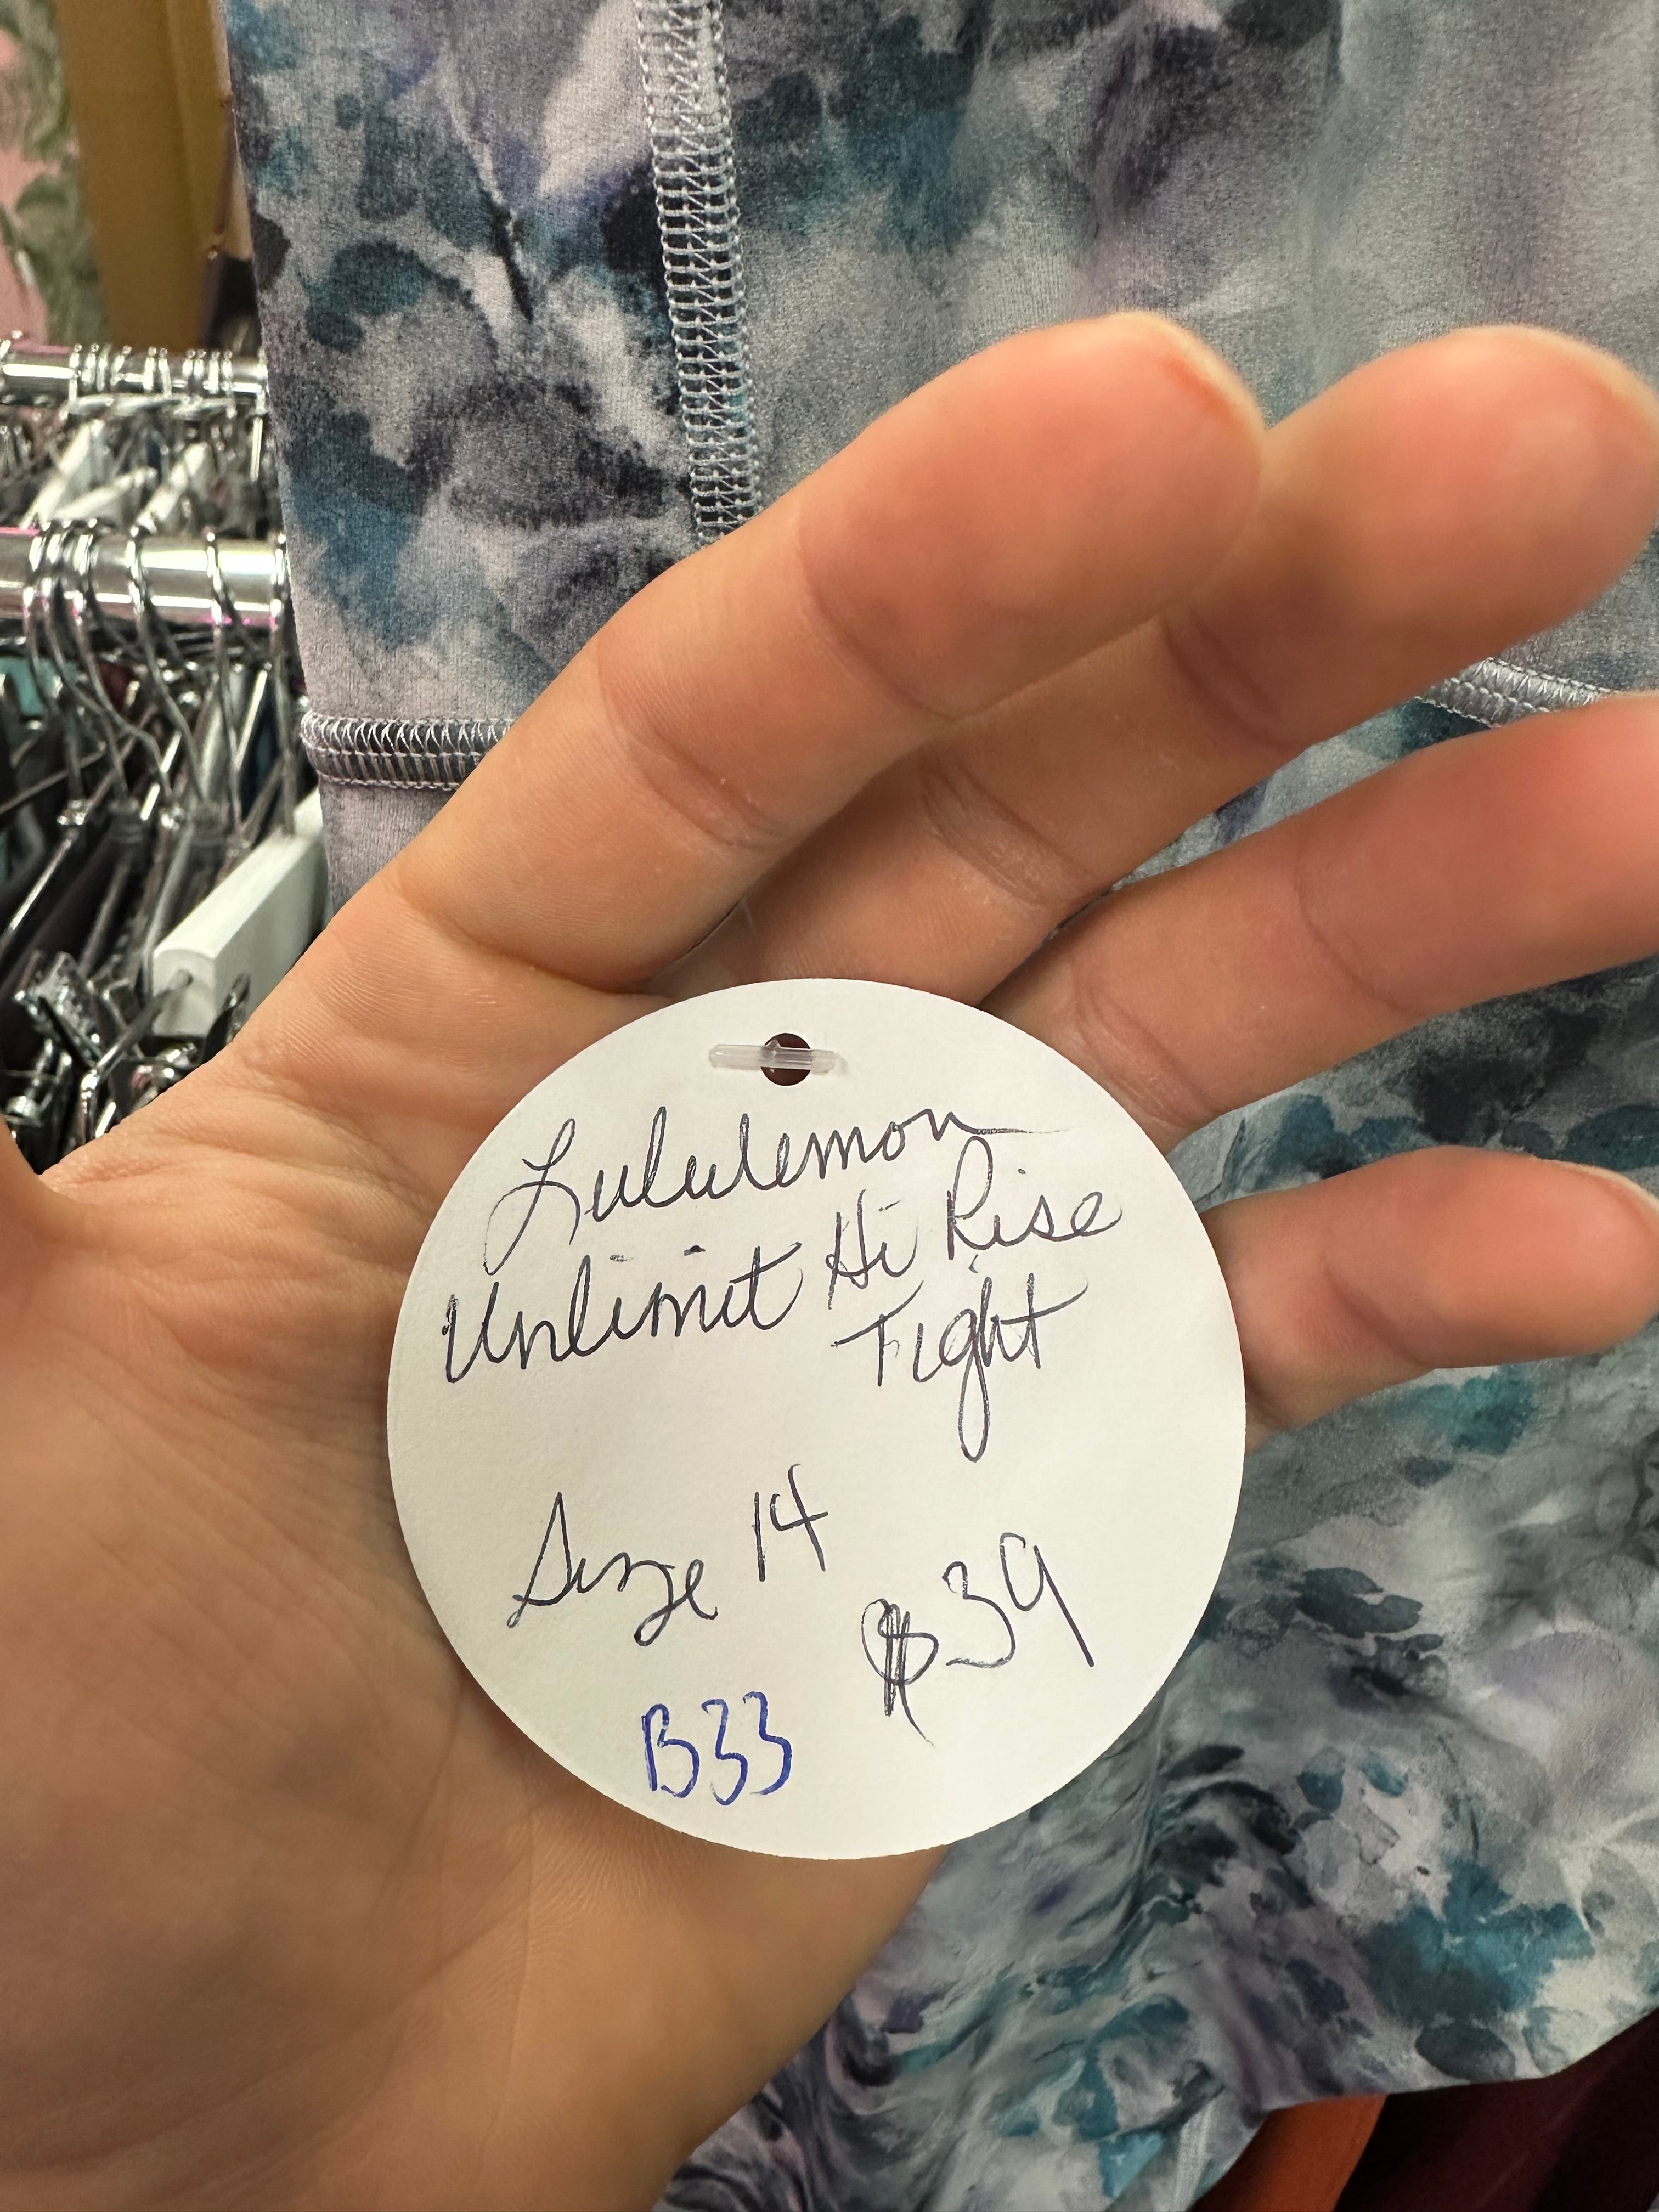 Lululemon
Unlimit Hi Rise
Tight
Size 14
$39
B33